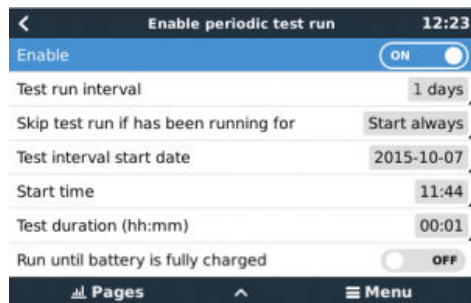 Enable periodic test run 12:23
Enable ON
Test run interval 1 days
Skip test run if has been running for Start always
Test interval start date 2015-10-07
Start time 11:44
Test duration (hh:mm) 00:01
Run until battery is fully charged OFF
Pages Menu